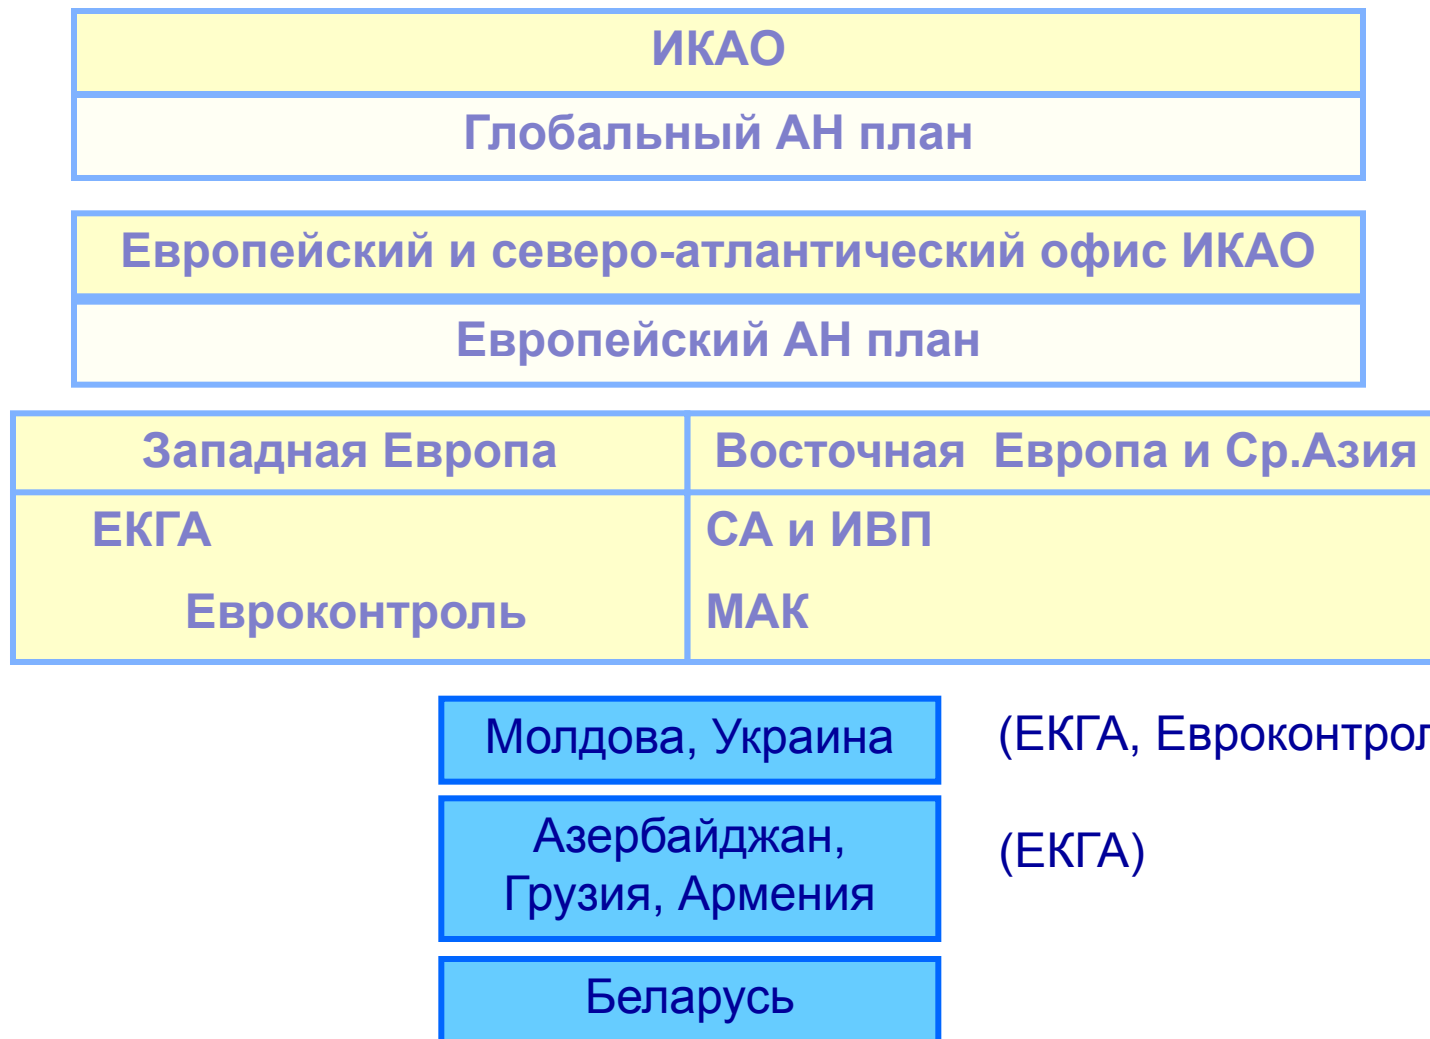 ИКАО
Глобальный АН план
Европейский и северо-атлантический офис ИКАО
Европейский АН план
Западная Европа
Восточная Европа и Ср.Азия
ЕКГА
Евроконтроль
СА и ИВП
МАК
Молдова, Украина
(ЕКГА,
Азербайджан,
Грузия, Армения
(ЕКГА)
Беларусь